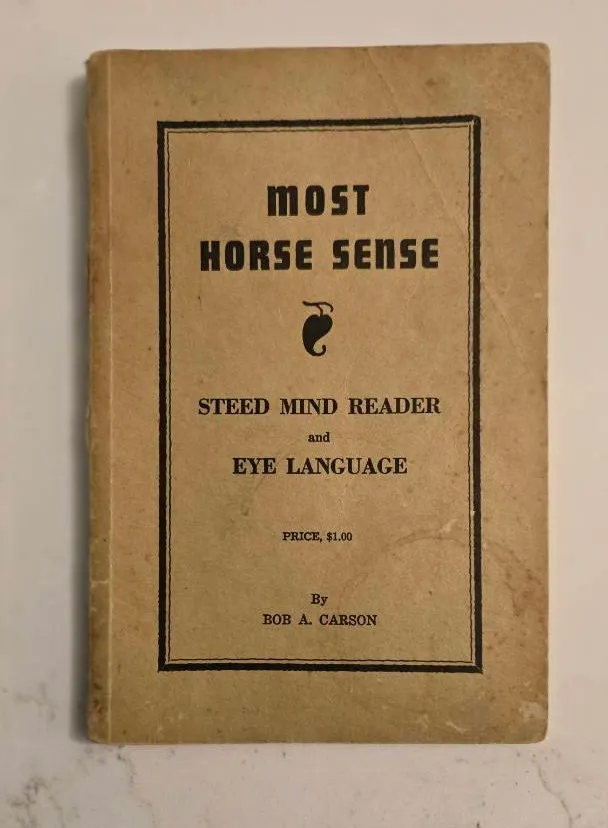 MOST
HORSE SENSE
STEED MIND READER
and
EYE LANGUAGE
PRICE, $1.00
By
BOB A. CARSON